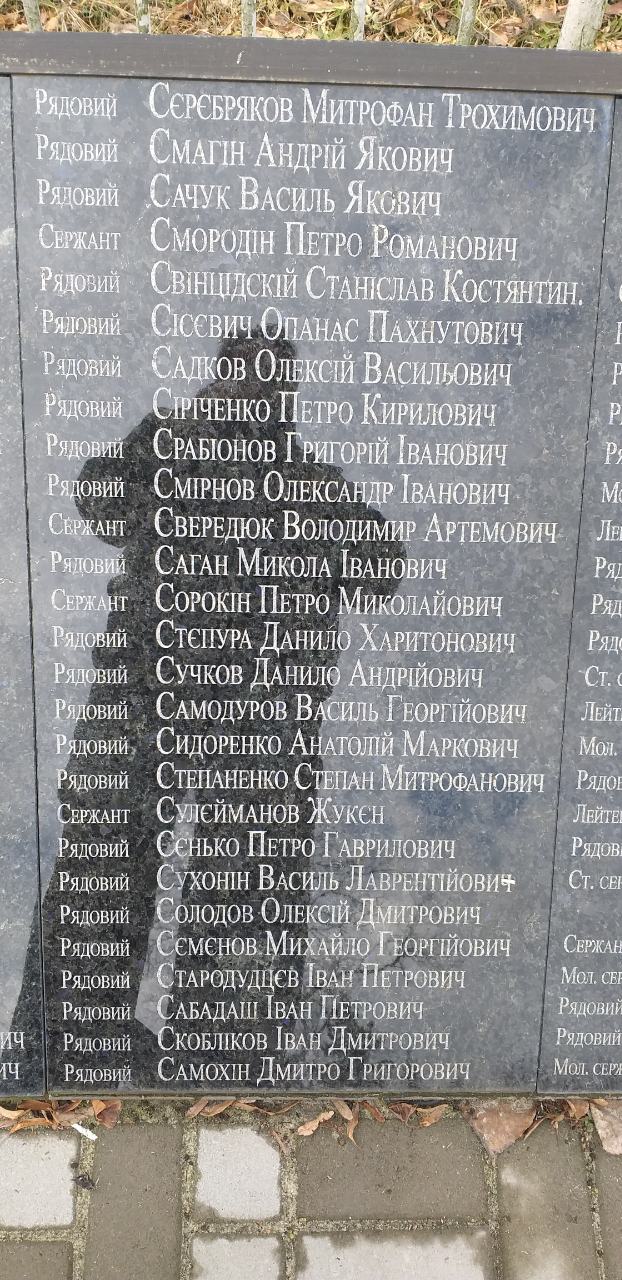 Рядовий Сєрєбряков Митрофан Трохимович
Рядовий Смагін Андрій Якович
Рядовий Сачук Василь Якович
Сержант Смородін Петро Романович
Рядовий Свінцідскій Станіслав Костянтин.
Рядовий Сісєвич Опанас Пахнутович
Рядовий Садков Олексій Васильович
Рядовий Сіріченко Петро Кирилович
Рядовий Срабіонов Григорій Іванович
Рядовий Смірнов Олександр Іванович
Сержант Свередюк Володимир Артемович
Рядовий Саган Микола Іванович
Сержант Сорокін Петро Миколайович
Рядовий Стєпура Данило Харитонович
Рядовий Сучков Данило Андрійович
Рядовий Самодуров Василь Георгійович
Рядовий Сидоренко Анатолій Маркович
Рядовий Степаненко Степан Митрофанович
Сержант Сулєйманов Жукєн
Рядовий Сєнько Петро Гаврилович
Рядовий Сухонін Василь Лаврентійович
Рядовий Солодов Олексій Дмитрович
Рядовий Сємєнов Михайло Георгійович
Рядовий Стародудцєв Іван Петрович
Рядовий Сабадаш Іван Петрович
Рядовий Скобліков Іван Дмитрович
Рядовий Самохін Дмитро Григорович